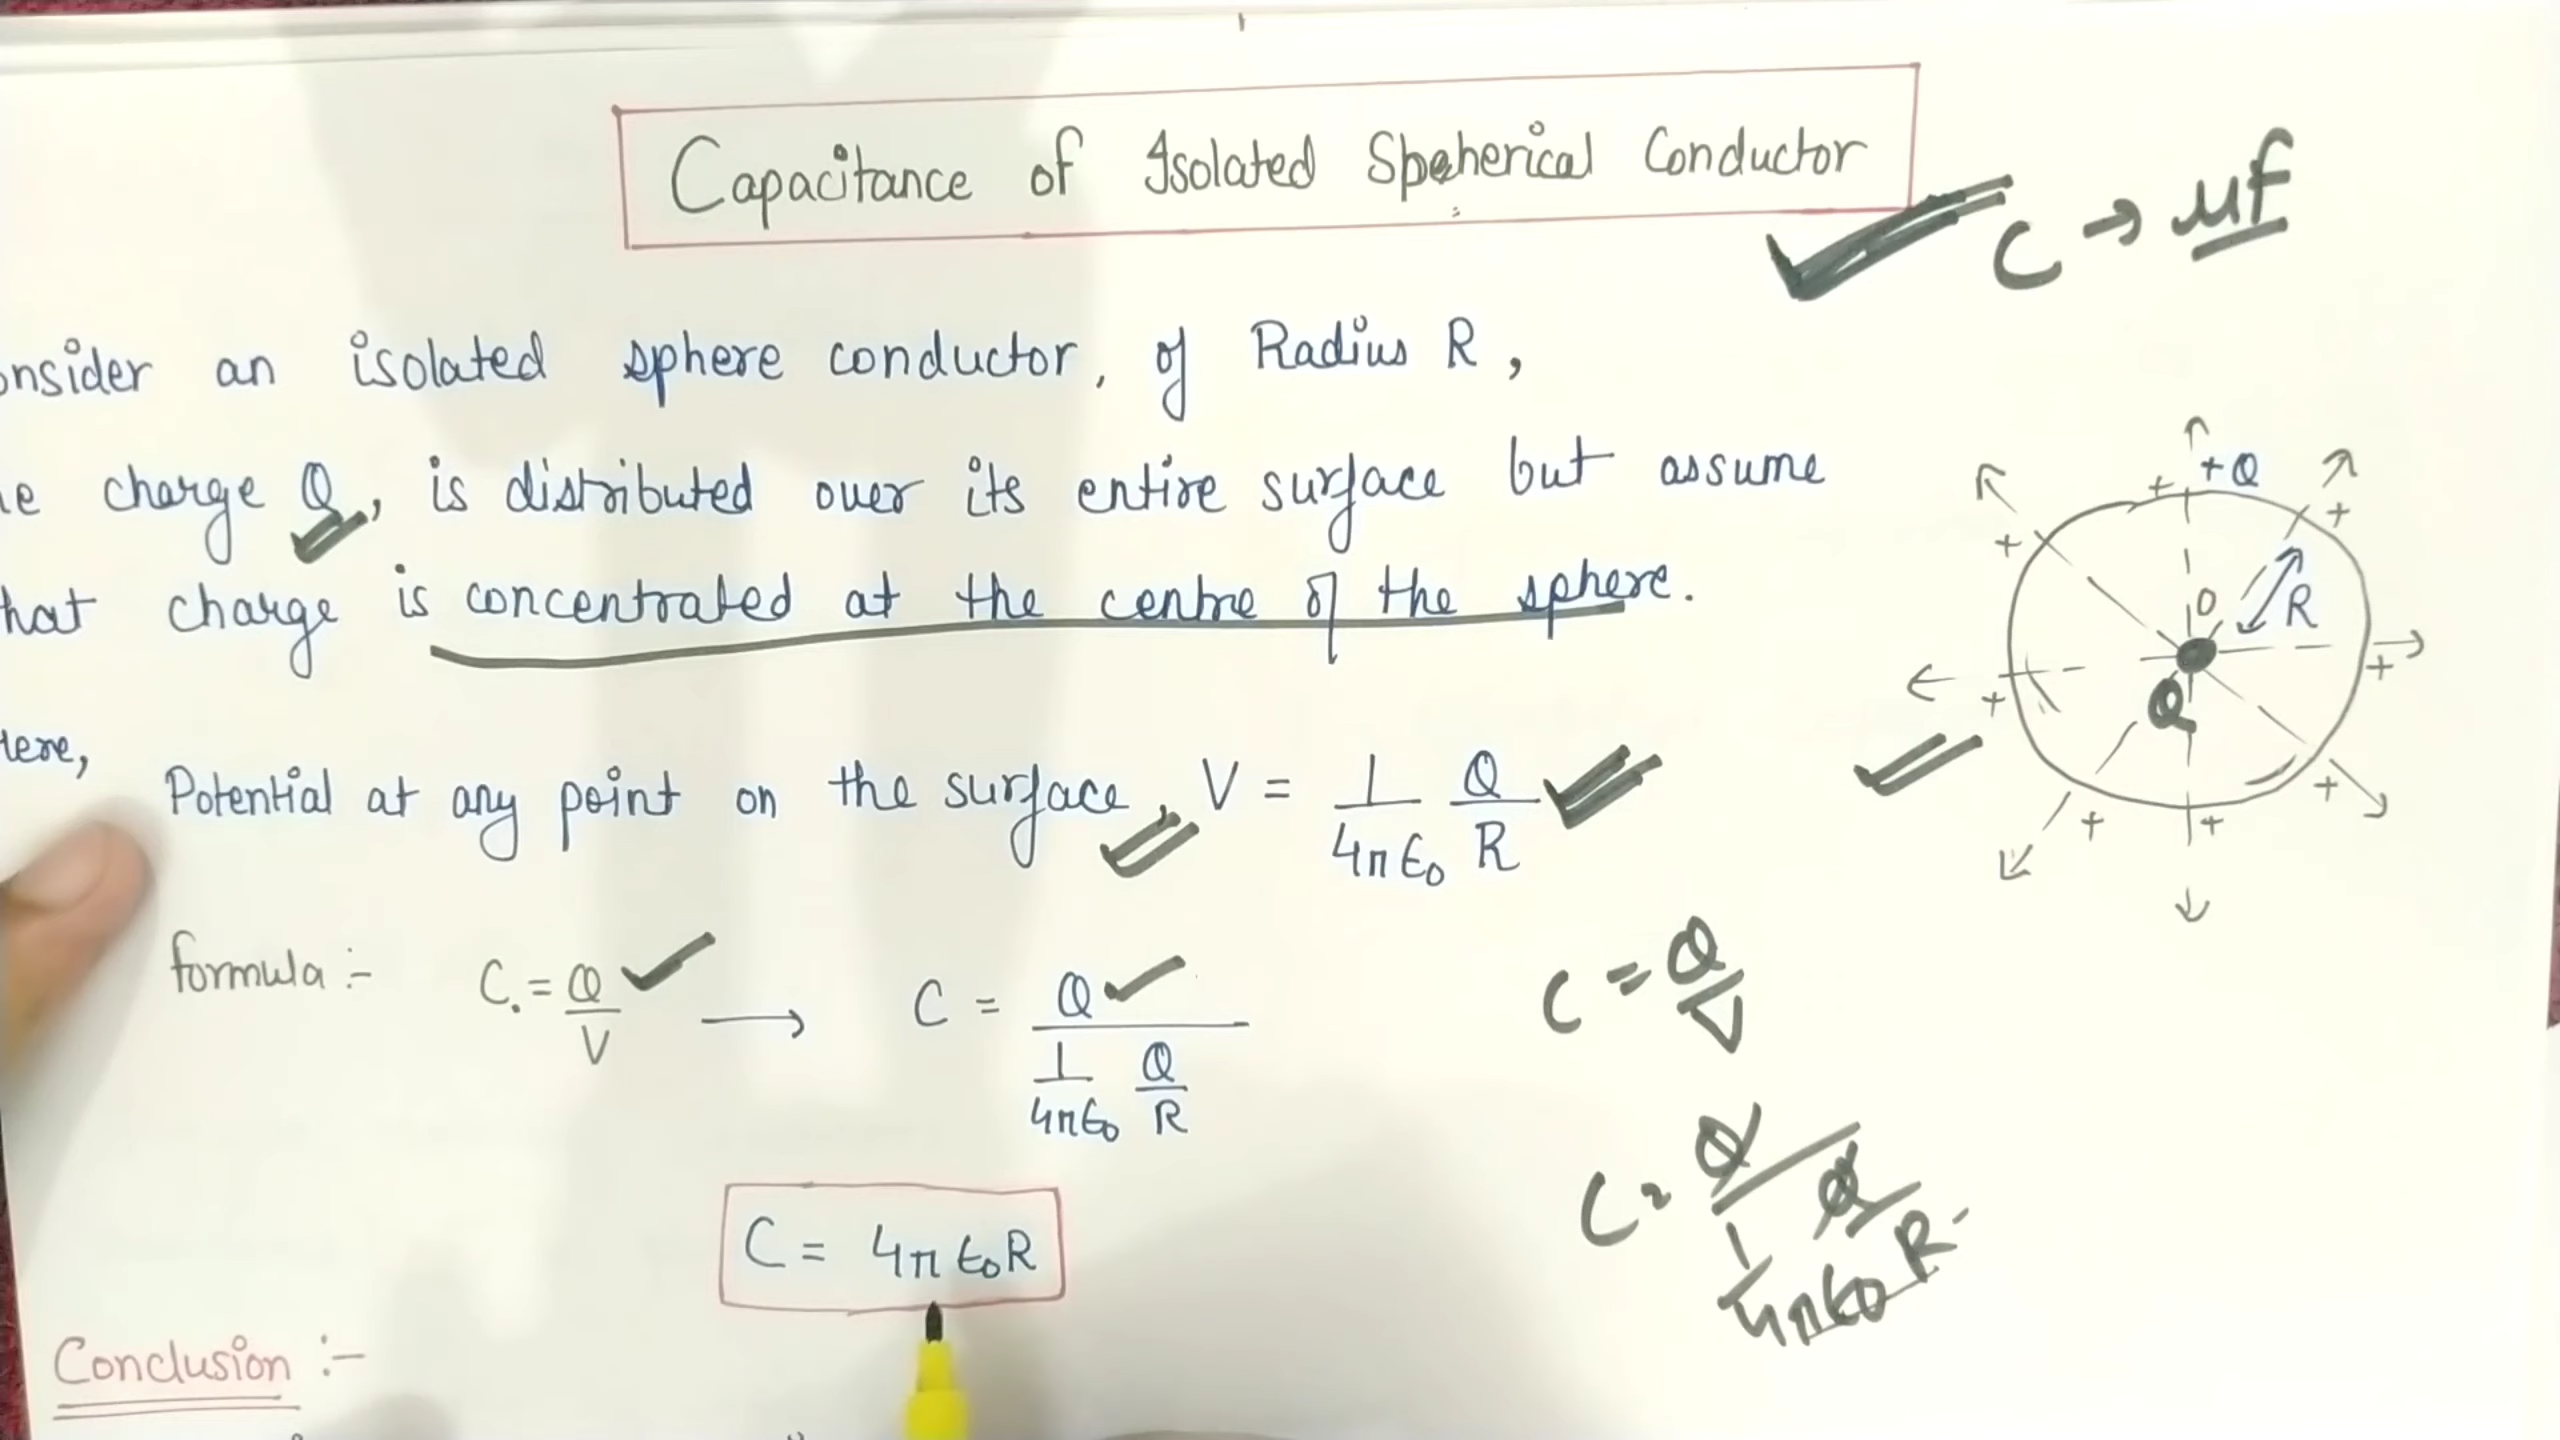 Capacitance of Isolated Speherical Conductor
C → μf
onsider an isolated sphere conductor, of Radius R,
e charge Q, is distributed over its entire surface but assume
hat charge is concentrated at the centre of the sphere.
+ + Q +
+ O R
+ +
Q
+ + +
ere,
Potential at any point on the surface, V = 1/4πϵ₀ Q/R
formula :- C. = Q/V → C = Q / (1/4πϵ₀ Q/R)
C = Q/V
C = Q / (1/4πϵ₀ Q/R)
C = 4πϵ₀R
Conclusion :-